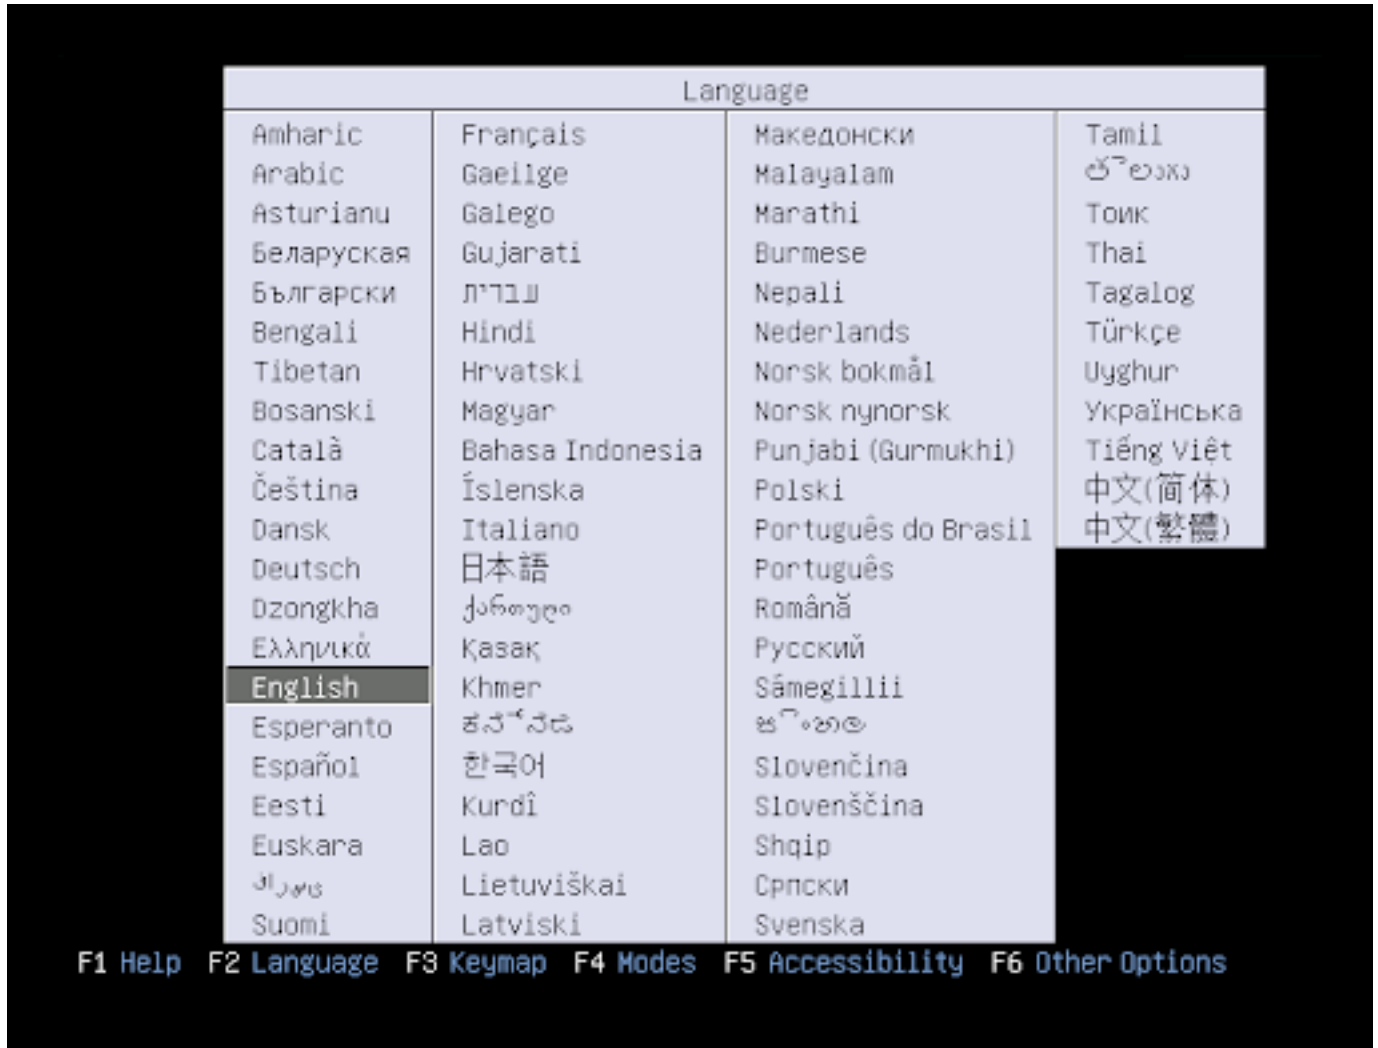 Language
Amharic
Arabic
Asturianu
Беларуская
Български
Bengali
Tibetan
Bosanski
Català
Čeština
Dansk
Deutsch
Dzongkha
Ελληνικά
English
Esperanto
Español
Eesti
Euskara
Suomi
Français
Gaeilge
Galego
Gujarati
עברית
Hindi
Hrvatski
Magyar
Bahasa Indonesia
Íslenska
Italiano
日本語
ქართული
Қазақ
Khmer
한국어
Kurdî
Lao
Lietuviškai
Latviski
Македонски
Malayalam
Marathi
Burmese
Nepali
Nederlands
Norsk bokmål
Norsk nynorsk
Punjabi (Gurmukhi)
Polski
Português do Brasil
Português
Română
Русский
Sámegillii
Slovenčina
Slovenščina
Shqip
Српски
Svenska
Tamil
Тоик
Thai
Tagalog
Türkçe
Uyghur
Українська
Tiếng Việt
中文(简体)
中文(繁體)
F1 Help F2 Language F3 Keymap F4 Modes F5 Accessibility F6 Other Options